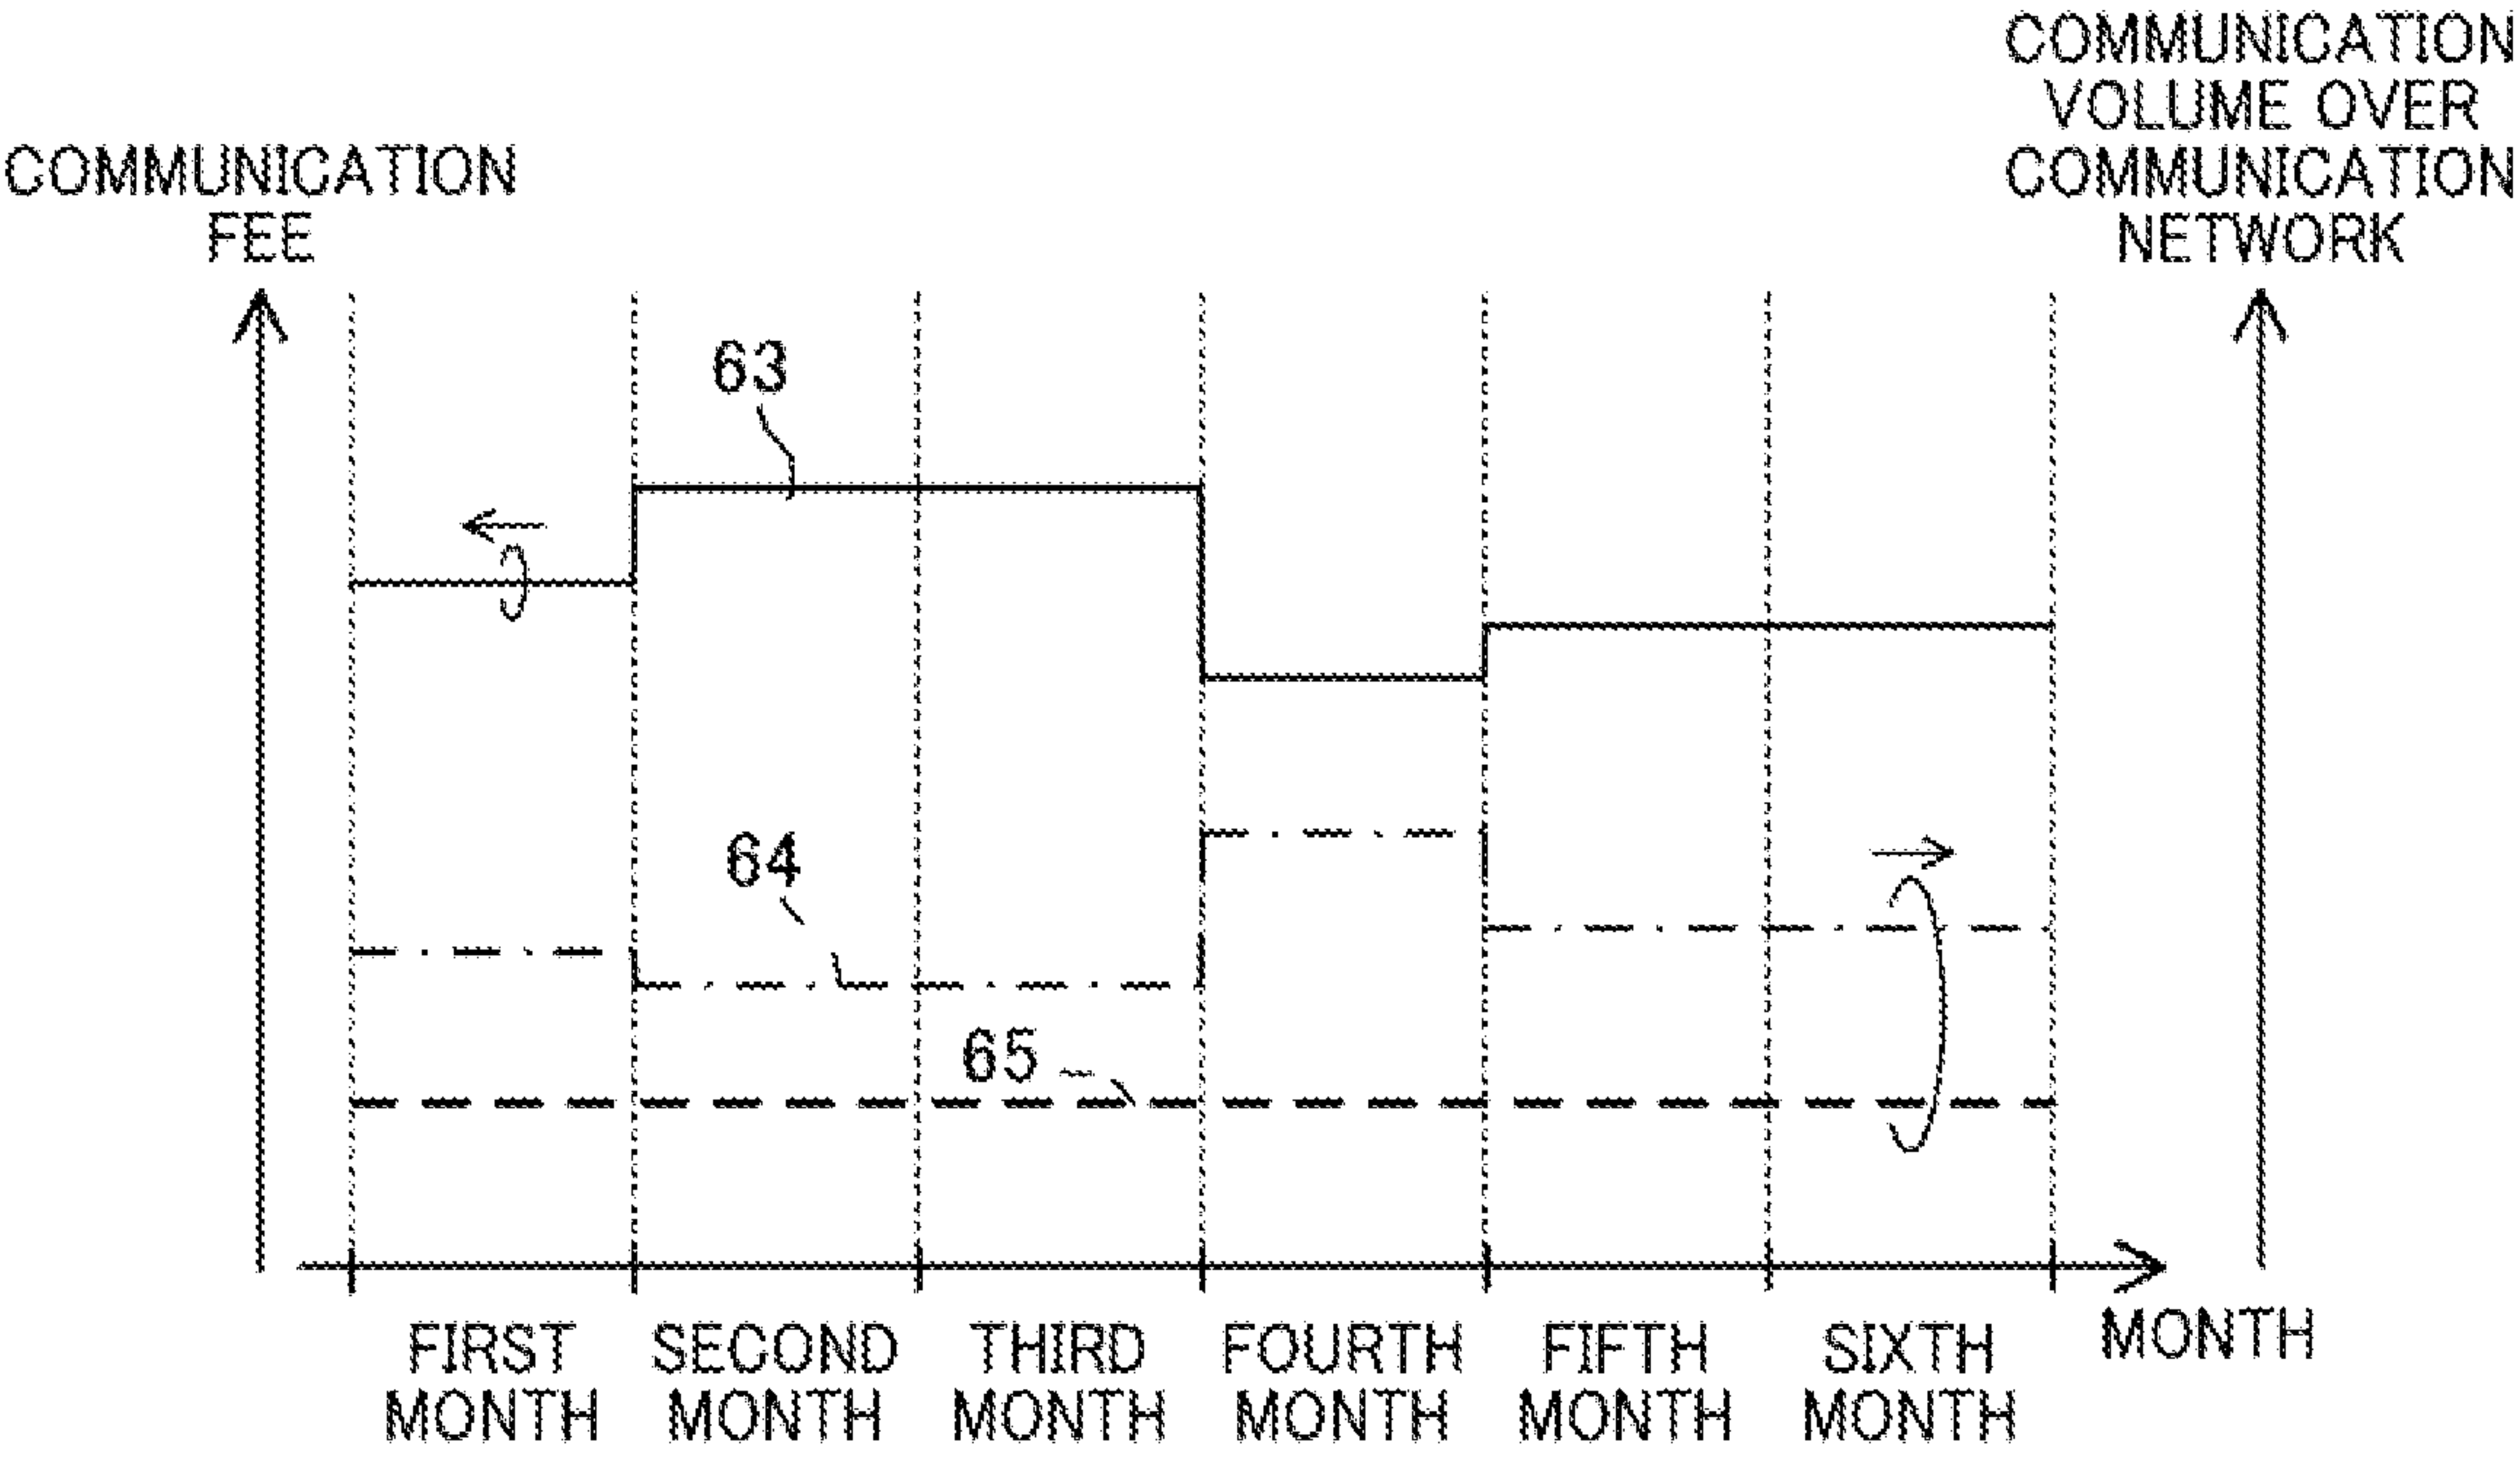 COMMUNICATION
FEE
COMMUNICATION
VOLUME OVER
COMMUNICATION
NETWORK
63
64
65
FIRST
MONTH
SECOND
MONTH
THIRD
MONTH
FOURTH
MONTH
FIFTH
MONTH
SIXTH
MONTH
MONTH